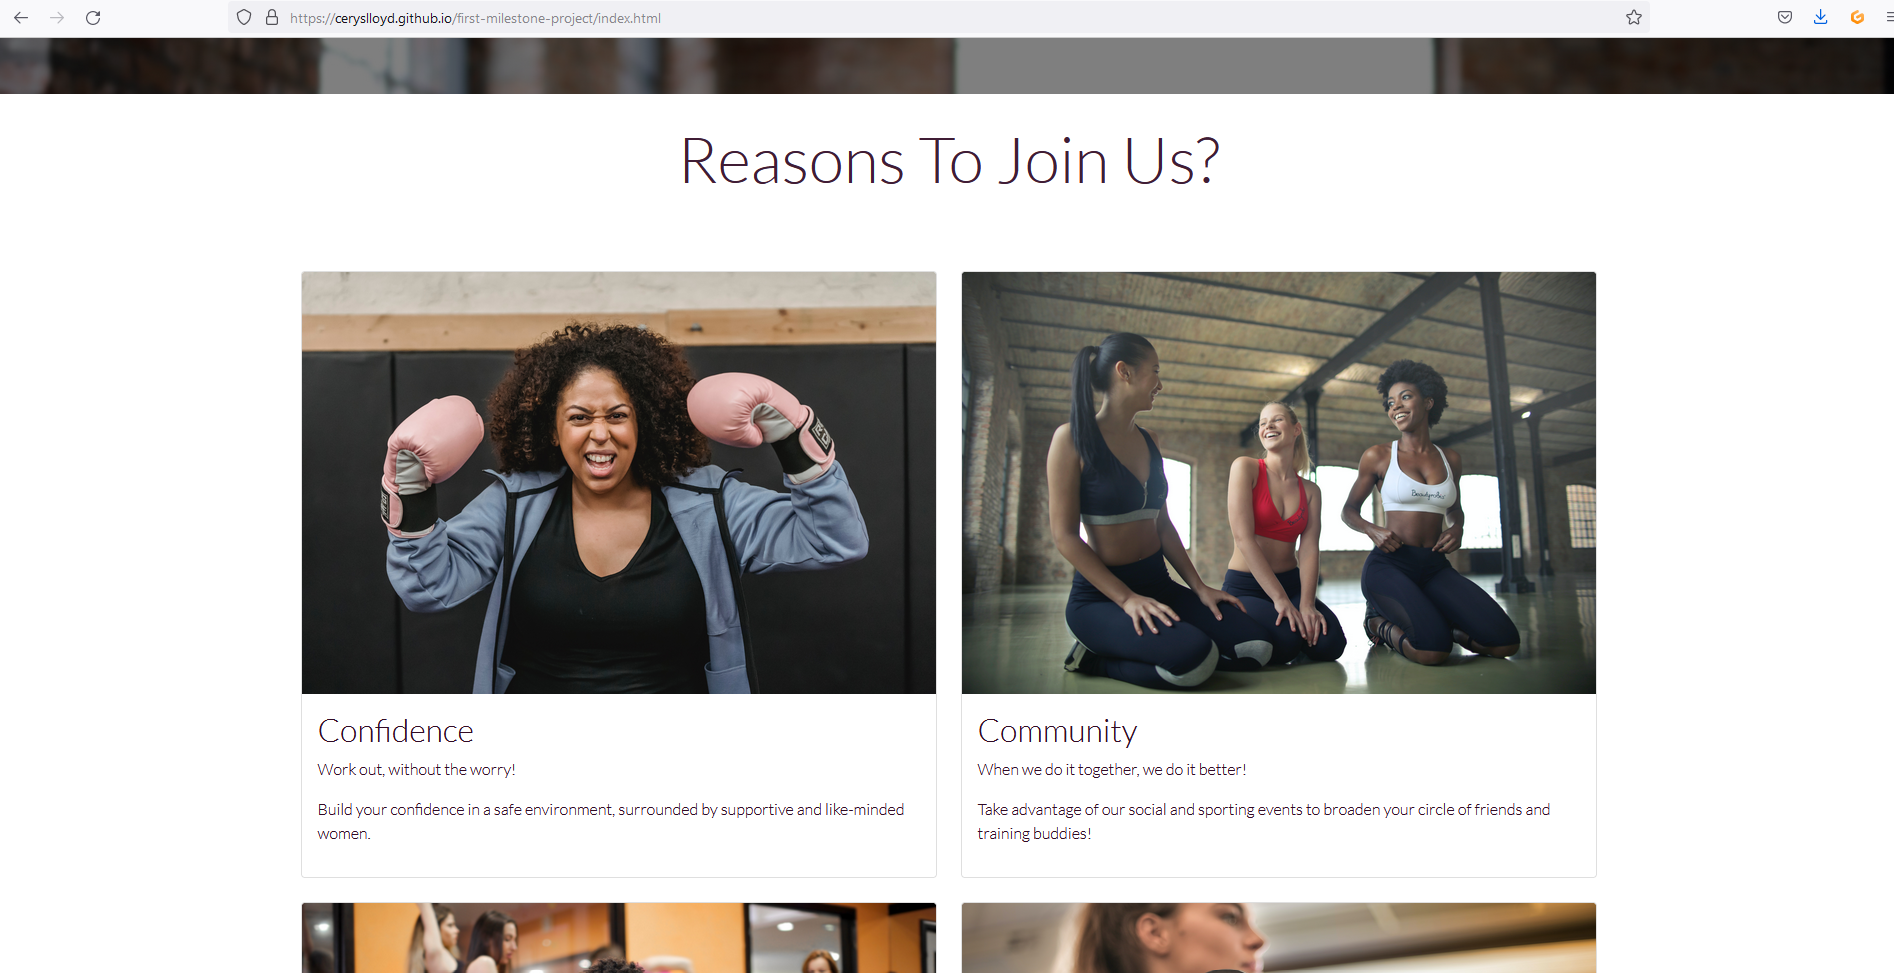 https://ceryslloyd.github.io/first-milestone-project/index.html
Reasons To Join Us?
Confidence
Work out, without the worry!
Build your confidence in a safe environment, surrounded by supportive and like-minded
women.
Community
When we do it together, we do it better!
Take advantage of our social and sporting events to broaden your circle of friends and
training buddies!